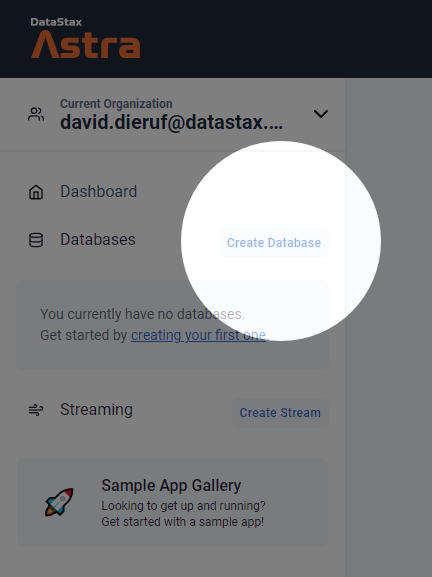 DataStax
Astra
Current Organization
david.dieruf@datastax....
Dashboard
Databases
Create Database
You currently have no databases.
Get started by creating your first one.
Streaming
Create Stream
Sample App Gallery
Looking to get up and running?
Get started with a sample app!